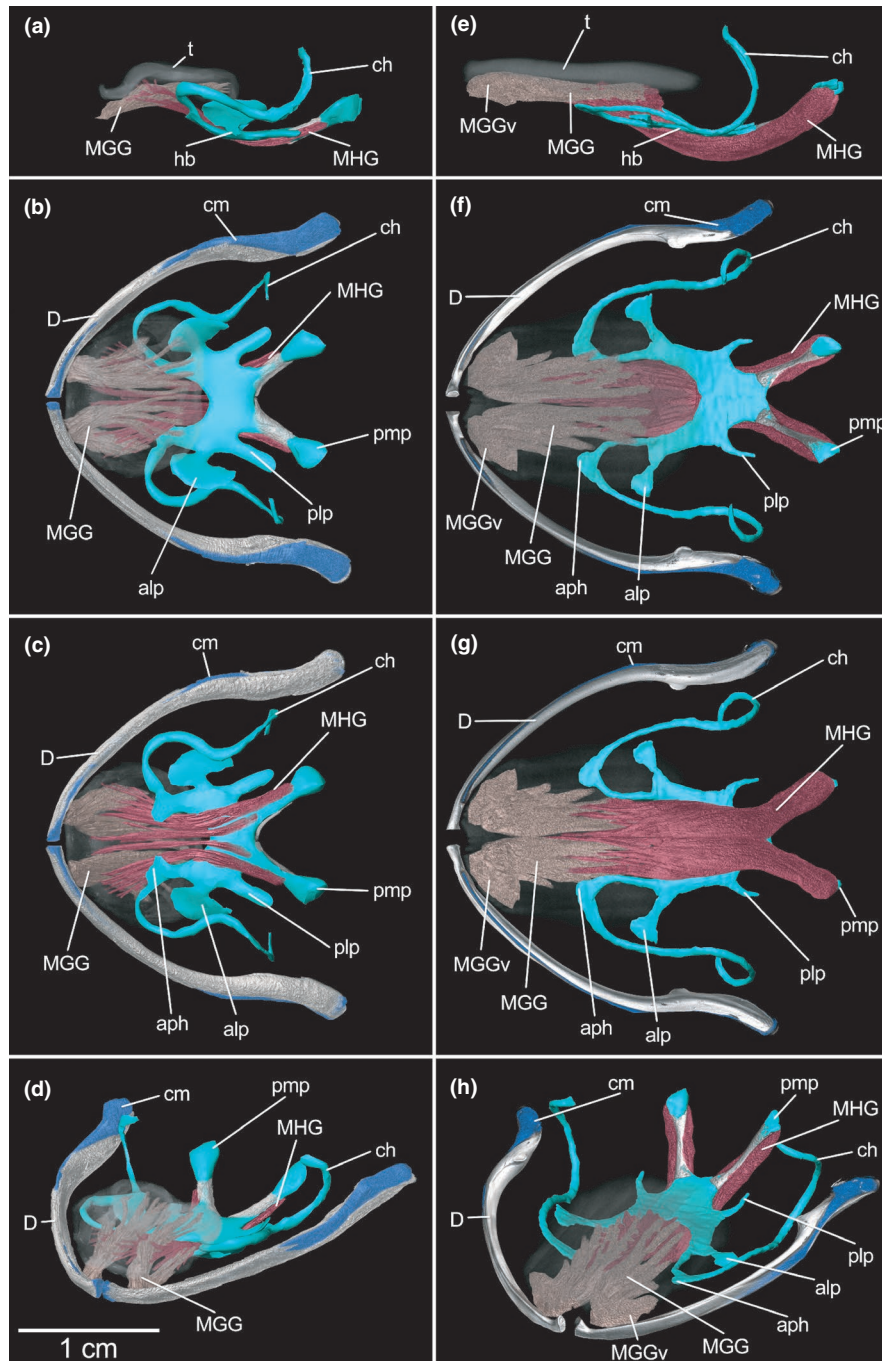 (a)
t
ch
MGG
hb
MHG
(b)
cm
ch
MHG
D
MGG
pmp
plp
alp
(c)
cm
ch
MHG
D
MGG
pmp
plp
aph
alp
(d)
cm
pmp
MHG
ch
D
MGG
1 cm
(e)
t
ch
MGGv
MGG
hb
MHG
(f)
cm
ch
D
MHG
pmp
MGGv
plp
MGG
aph
alp
(g)
cm
ch
D
MHG
pmp
MGGv
plp
MGG
aph
alp
(h)
cm
pmp
MHG
ch
D
plp
alp
aph
MGG
MGGv